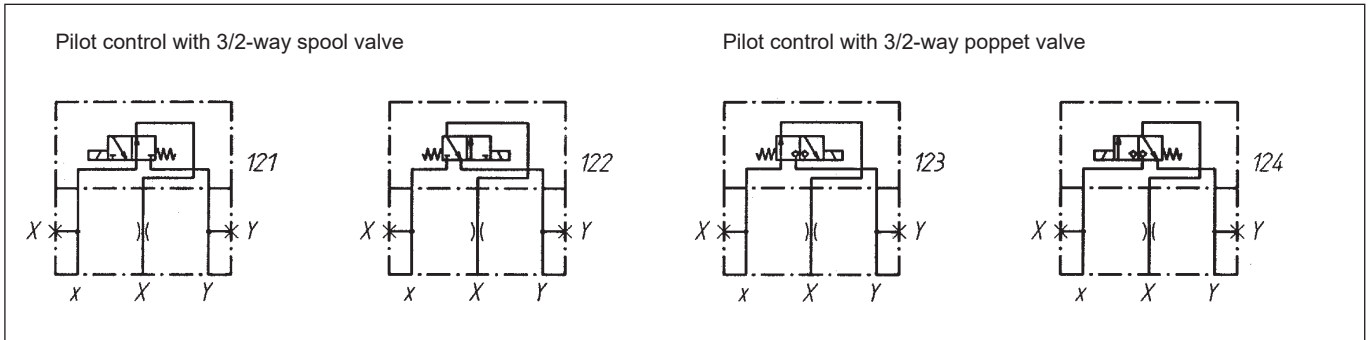 Pilot control with 3/2-way spool valve
Pilot control with 3/2-way poppet valve
121
122
123
124
X Y
X Y
X Y
X Y
x X Y
x X Y
x X Y
x X Y